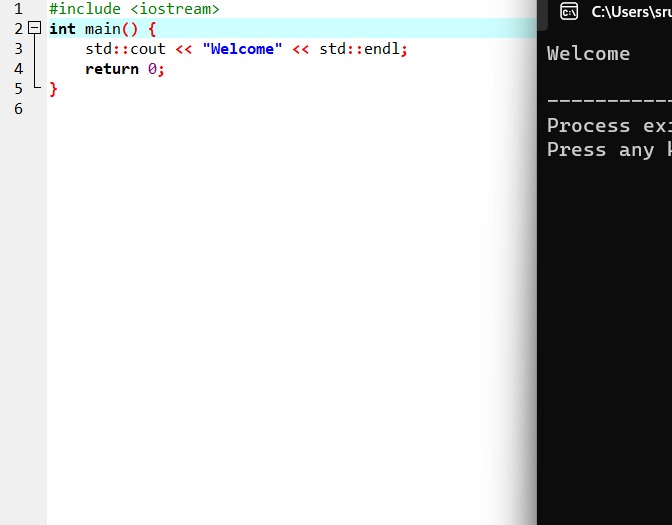 1 #include <iostream>
2 int main() {
3     std::cout << "Welcome" << std::endl;
4     return 0;
5 }
6
C:\Users\sru
Welcome
--------------
Process exi
Press any k